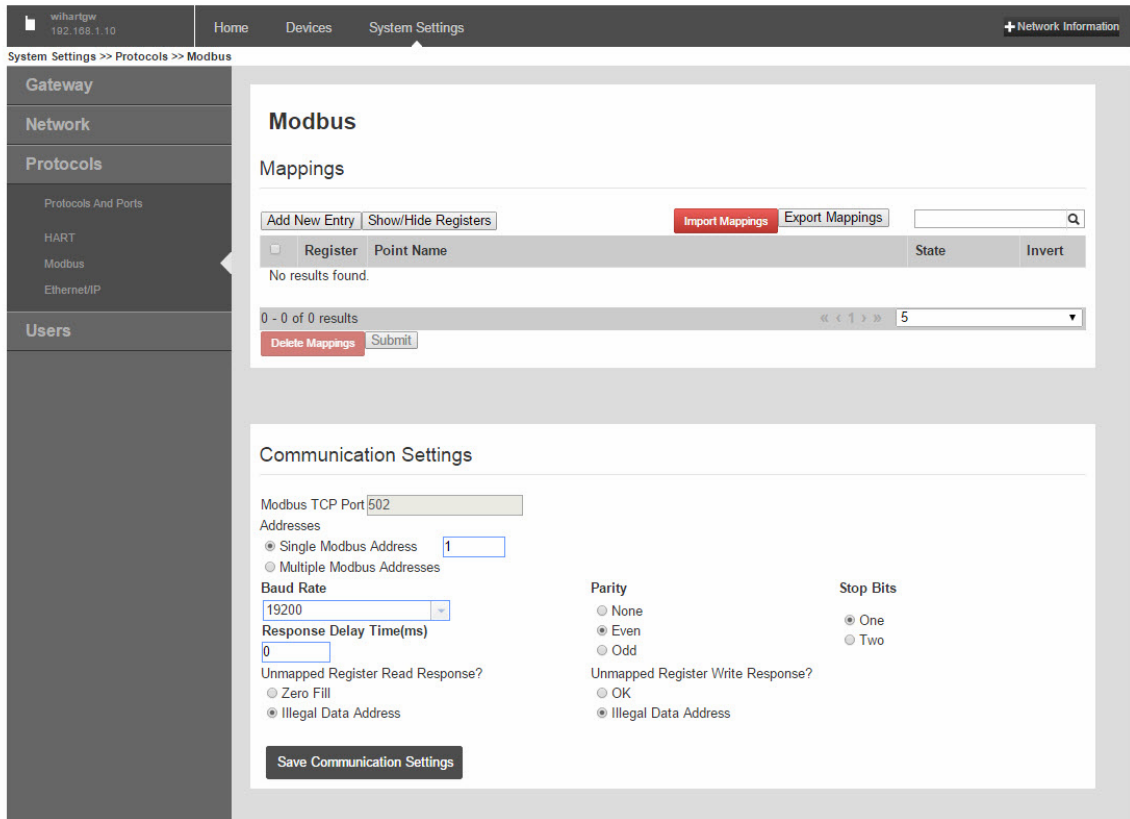 wihartgw
192.168.1.10
Home Devices System Settings
Network Information
System Settings >> Protocols >> Modbus
Gateway
Network
Protocols
Protocols And Ports
HART
Modbus
Ethernet/IP
Users
Modbus
Mappings
Add New Entry Show/Hide Registers Import Mappings Export Mappings
Register Point Name State Invert
No results found.
0 - 0 of 0 results « ‹ 1 › » 5
Delete Mappings Submit
Communication Settings
Modbus TCP Port 502
Addresses
Single Modbus Address 1
Multiple Modbus Addresses
Baud Rate Parity Stop Bits
19200 None One
Response Delay Time(ms) Even Two
0 Odd
Unmapped Register Read Response? Unmapped Register Write Response?
Zero Fill OK
Illegal Data Address Illegal Data Address
Save Communication Settings